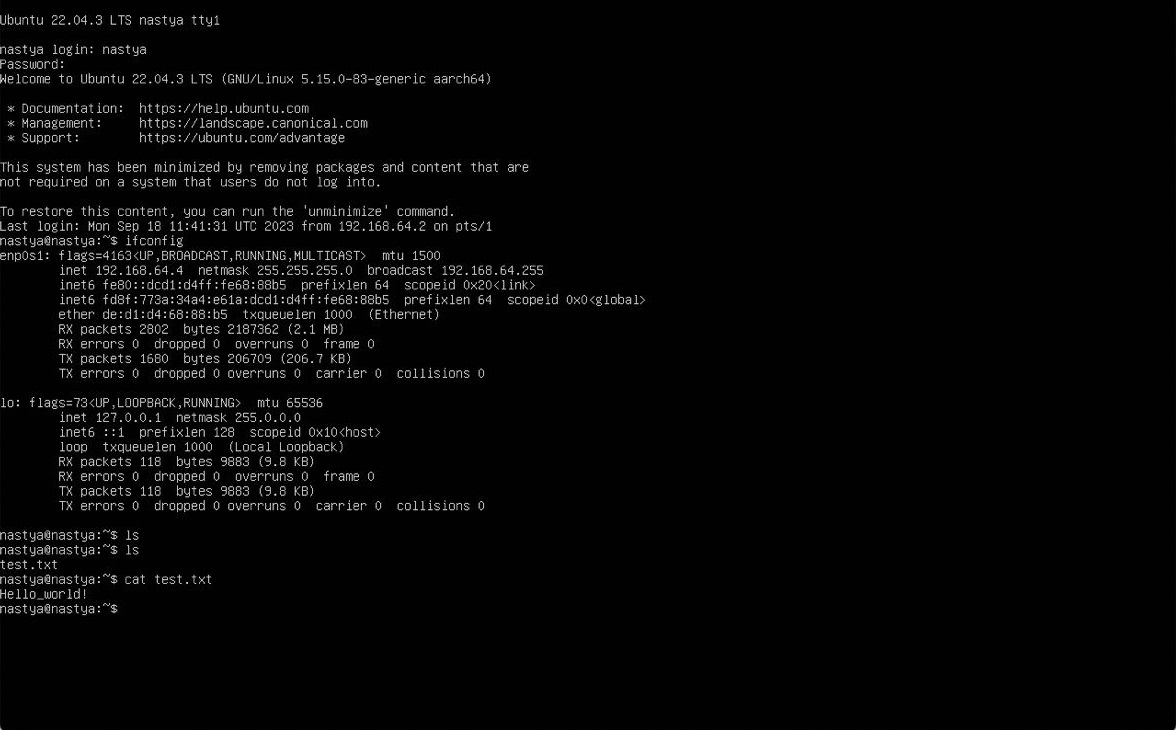 Ubuntu 22.04.3 LTS nastya tty1
nastya login: nastya
Password:
Welcome to Ubuntu 22.04.3 LTS (GNU/Linux 5.15.0-83-generic aarch64)
* Documentation:  https://help.ubuntu.com
* Management:     https://landscape.canonical.com
* Support:        https://ubuntu.com/advantage
This system has been minimized by removing packages and content that are
not required on a system that users do not log into.
To restore this content, you can run the 'unminimize' command.
Last login: Mon Sep 18 11:41:31 UTC 2023 from 192.168.64.2 on pts/1
nastya@nastya:~$ ifconfig
enp0s1: flags=4163<UP,BROADCAST,RUNNING,MULTICAST>  mtu 1500
inet 192.168.64.4  netmask 255.255.255.0  broadcast 192.168.64.255
inet6 fe80::dcd1:d4ff:fe68:88b5  prefixlen 64  scopeid 0x20<link>
inet6 fd8f:773a:34a4:e61a:dcd1:d4ff:fe68:88b5  prefixlen 64  scopeid 0x0<global>
ether de:d1:d4:68:88:b5  txqueuelen 1000  (Ethernet)
RX packets 2802  bytes 2187362 (2.1 MB)
RX errors 0  dropped 0  overruns 0  frame 0
TX packets 1680  bytes 206709 (206.7 KB)
TX errors 0  dropped 0 overruns 0  carrier 0  collisions 0
lo: flags=73<UP,LOOPBACK,RUNNING>  mtu 65536
inet 127.0.0.1  netmask 255.0.0.0
inet6 ::1  prefixlen 128  scopeid 0x10<host>
loop  txqueuelen 1000  (Local Loopback)
RX packets 118  bytes 9883 (9.8 KB)
RX errors 0  dropped 0  overruns 0  frame 0
TX packets 118  bytes 9883 (9.8 KB)
TX errors 0  dropped 0 overruns 0  carrier 0  collisions 0
nastya@nastya:~$ ls
nastya@nastya:~$ ls
test.txt
nastya@nastya:~$ cat test.txt
Hello_world!
nastya@nastya:~$